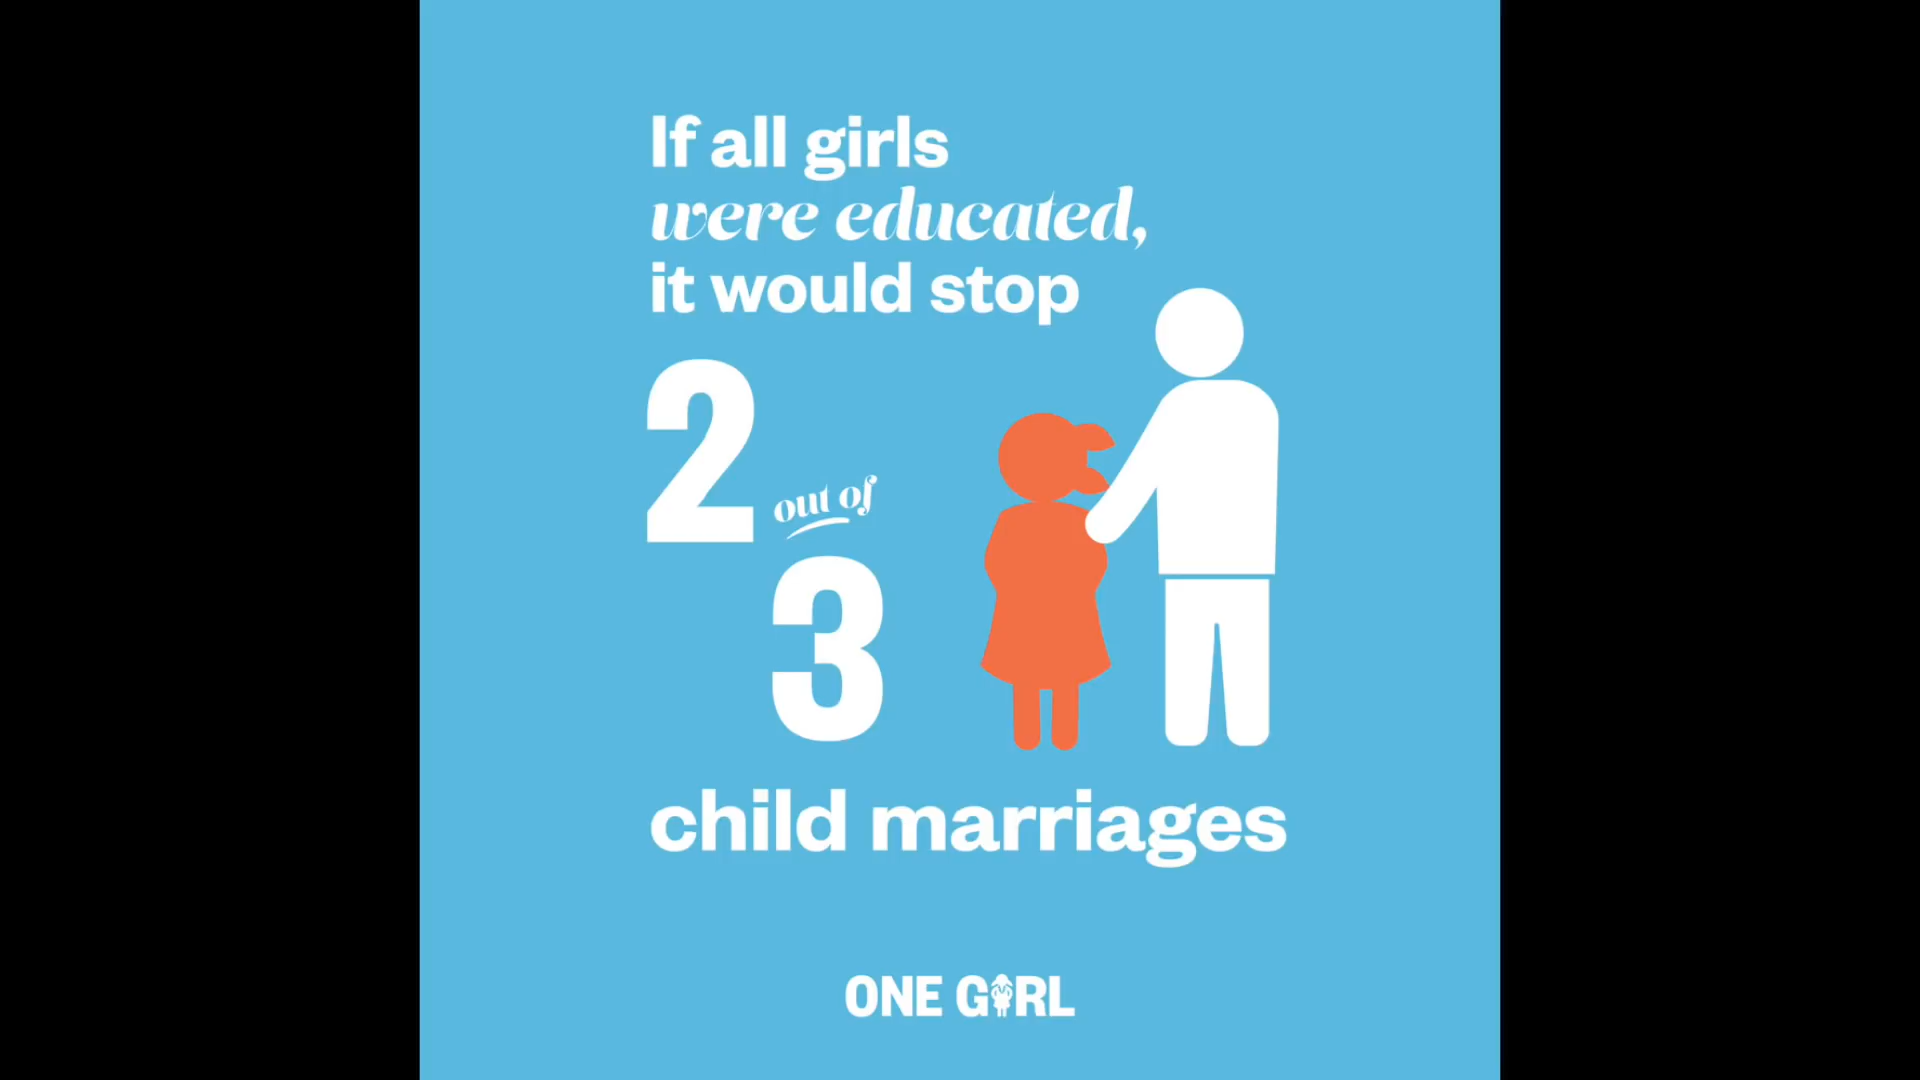 If all girls
were educated,
it would stop
2
out of
3
child marriages
ONE GIRL